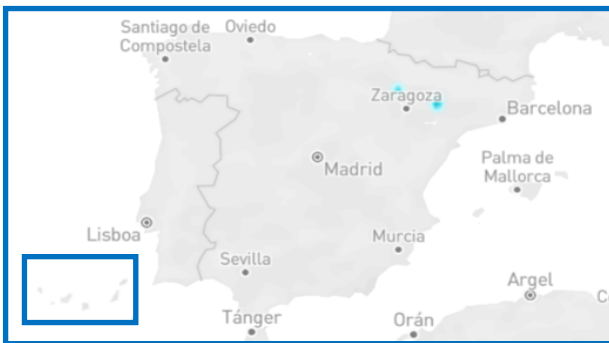 Santiago de
Compostela
Oviedo
Zaragoza
Barcelona
Madrid
Palma de
Mallorca
Lisboa
Murcia
Sevilla
Argel
Tánger
Orán